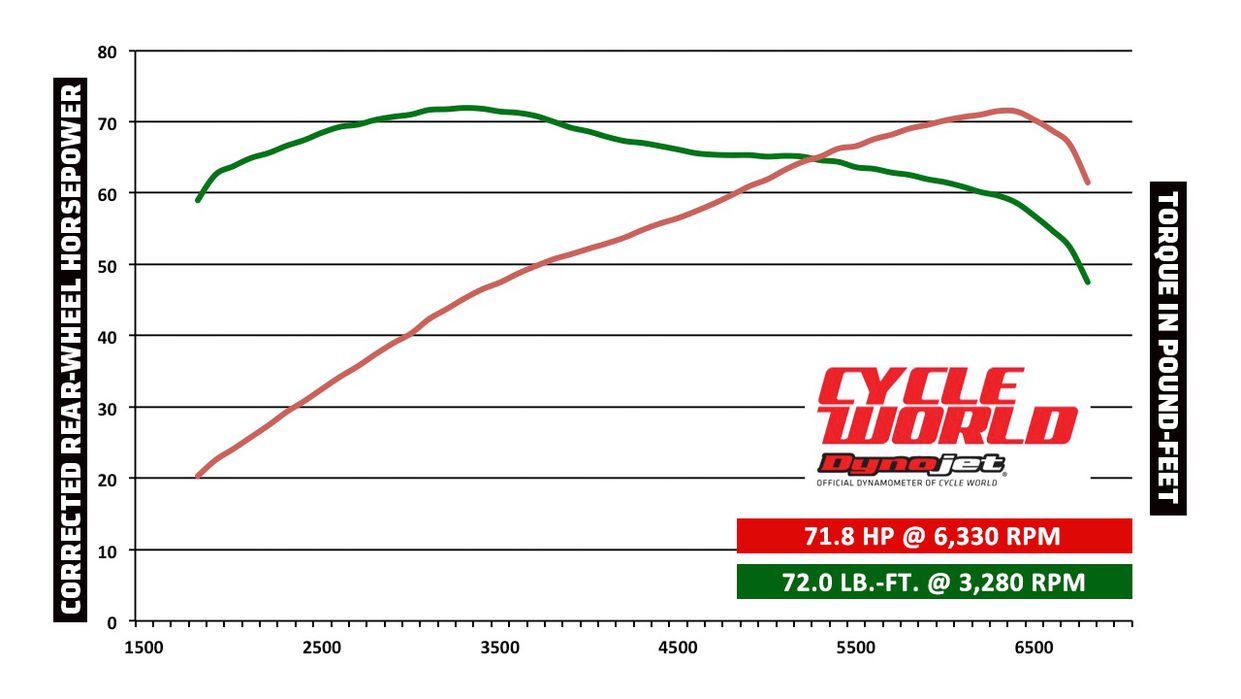 CORRECTED REAR-WHEEL HORSEPOWER
80
70
60
50
40
30
20
10
0
1500 2500 3500 4500 5500 6500
TORQUE IN POUND-FEET
CYCLE
WORLD
Dynojet®
OFFICIAL DYNAMOMETER OF CYCLE WORLD
71.8 HP @ 6,330 RPM
72.0 LB.-FT. @ 3,280 RPM